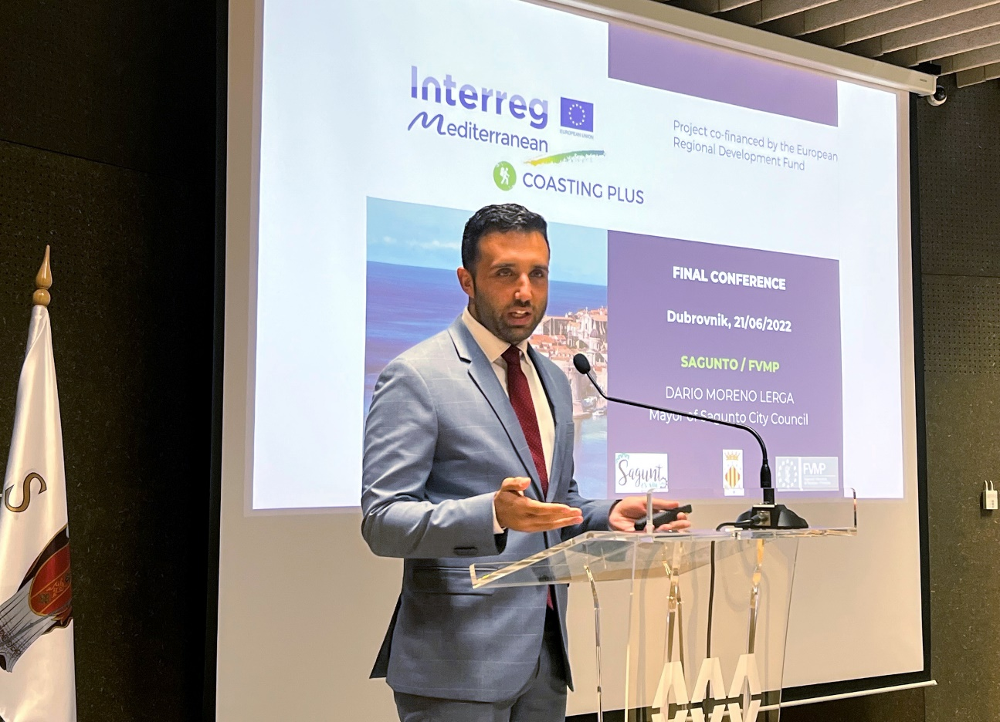 Interreg
Mediterranean
EUROPEAN UNION
COASTING PLUS
Project co-financed by the European
Regional Development Fund
FINAL CONFERENCE
Dubrovnik, 21/06/2022
SAGUNTO / FVMP
DARIO MORENO LERGA
Mayor of Sagunto City Council
Sagunt
FVMP
S